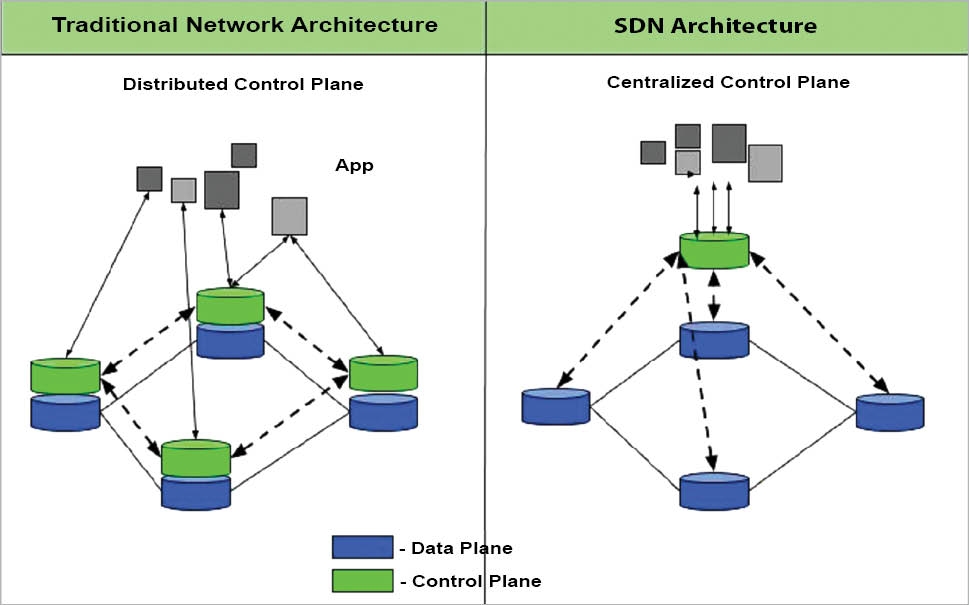 Traditional Network Architecture
SDN Architecture
Distributed Control Plane
Centralized Control Plane
App
- Data Plane
- Control Plane